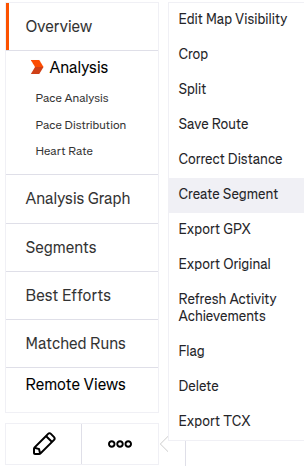 Overview
Analysis
Pace Analysis
Pace Distribution
Heart Rate
Analysis Graph
Segments
Best Efforts
Matched Runs
Remote Views
Edit Map Visibility
Crop
Split
Save Route
Correct Distance
Create Segment
Export GPX
Export Original
Refresh Activity
Achievements
Flag
Delete
Export TCX